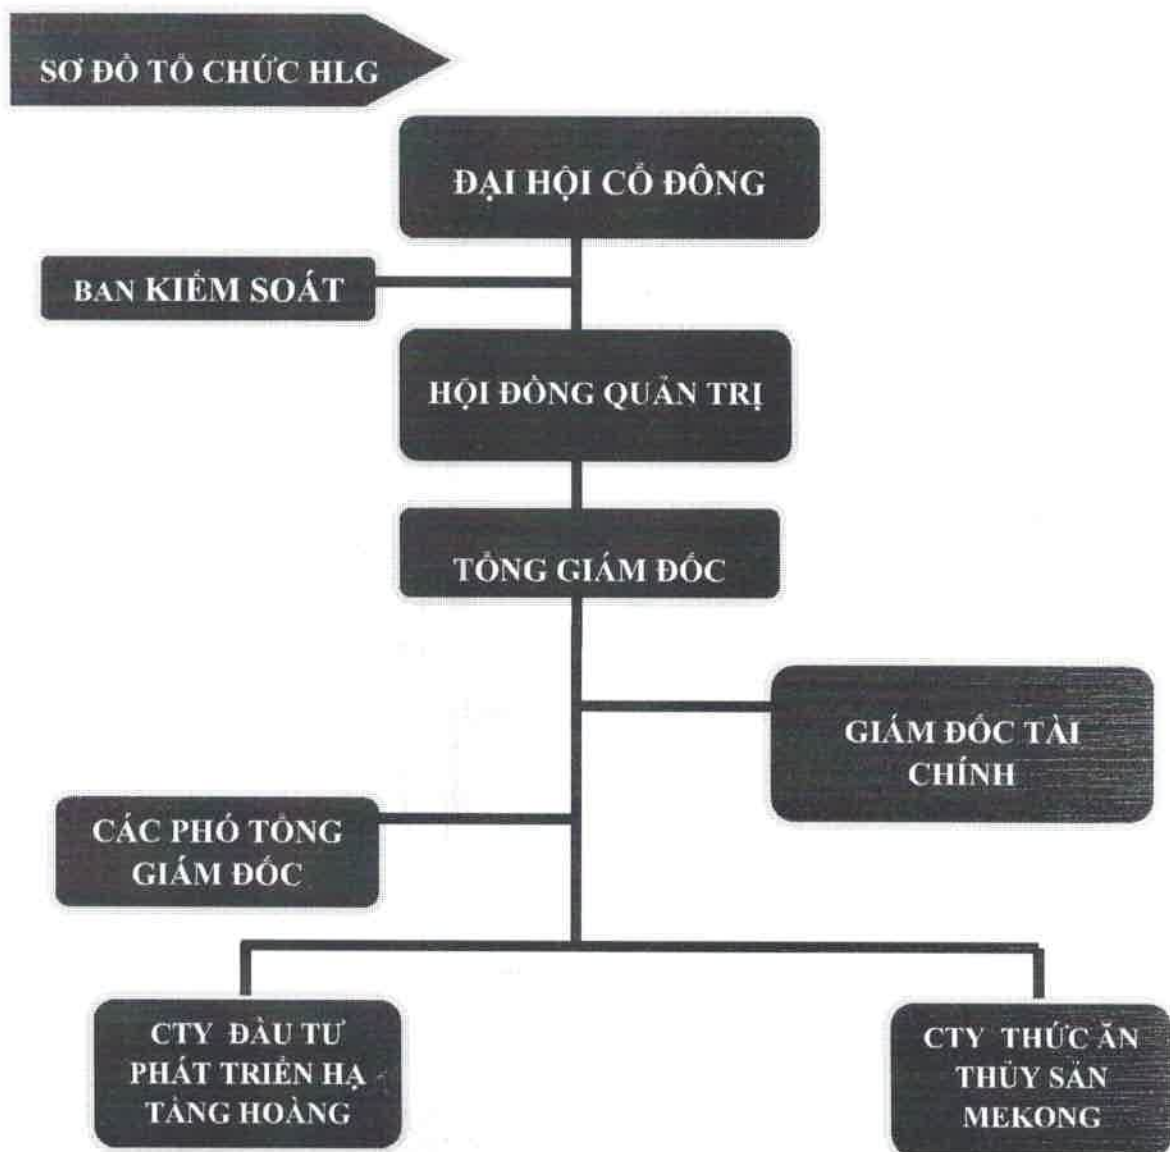 SƠ ĐỒ TỔ CHỨC HLG
ĐẠI HỘI CỔ ĐÔNG
BAN KIỂM SOÁT
HỘI ĐỒNG QUẢN TRỊ
TỔNG GIÁM ĐỐC
GIÁM ĐỐC TÀI
CHÍNH
CÁC PHÓ TỔNG
GIÁM ĐỐC
CTY ĐẦU TƯ
PHÁT TRIỂN HẠ
TẦNG HOÀNG
CTY THỨC ĂN
THỦY SẢN
MEKONG